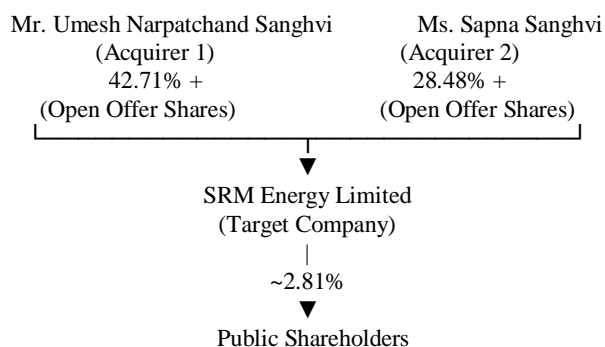 Mr. Umesh Narpatchand Sanghvi
(Acquirer 1)
42.71% +
(Open Offer Shares)
Ms. Sapna Sanghvi
(Acquirer 2)
28.48% +
(Open Offer Shares)
SRM Energy Limited
(Target Company)
~2.81%
Public Shareholders